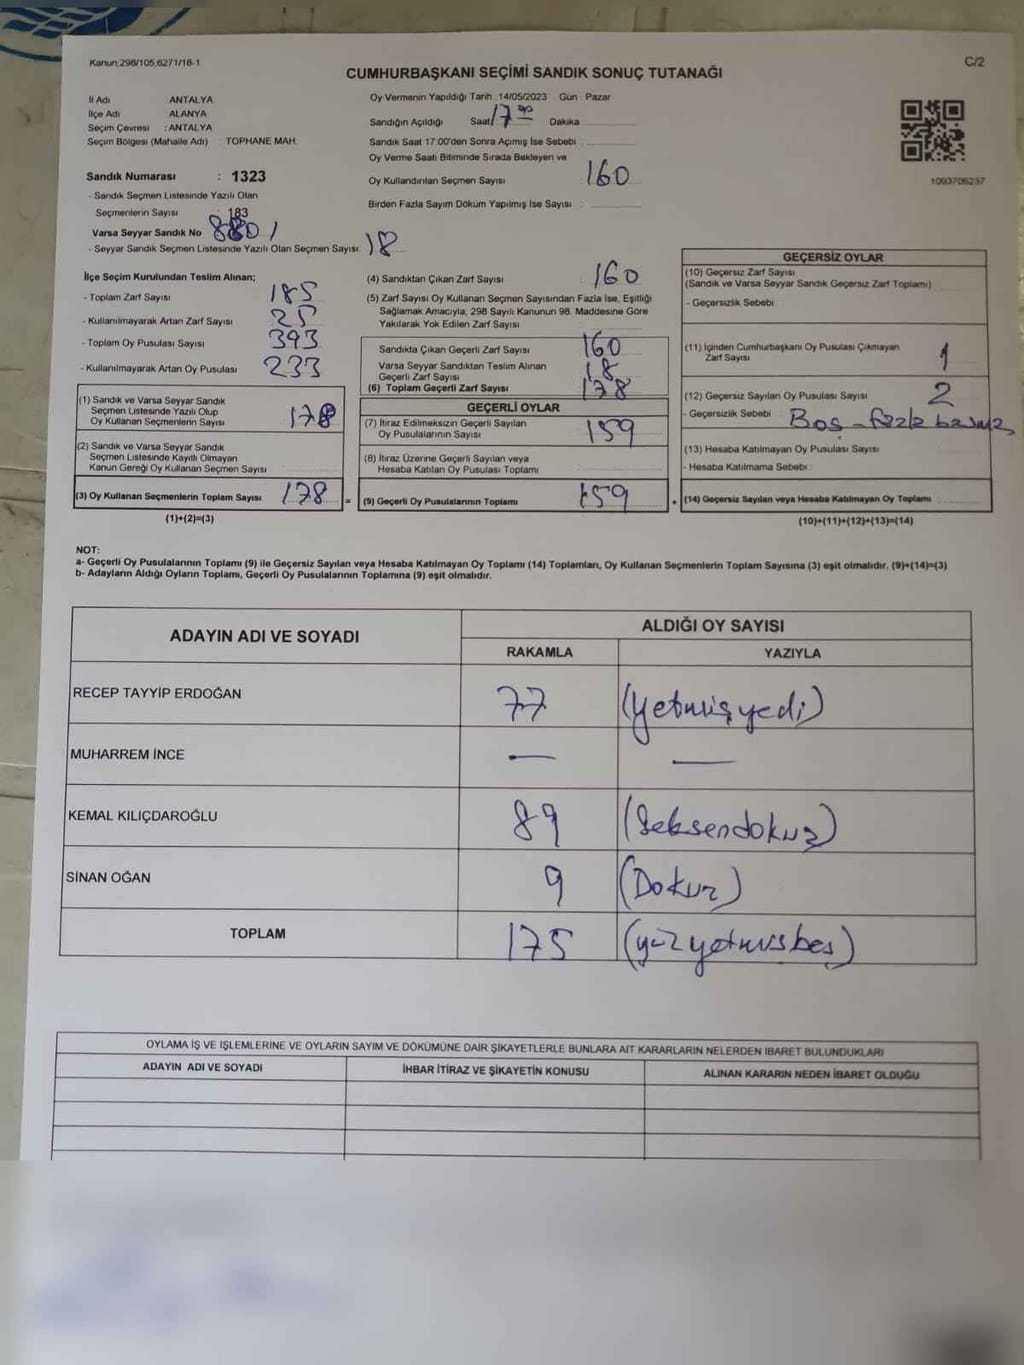 Kanun,298/105,6271/18-1
C/2
CUMHURBAŞKANI SEÇİMİ SANDIK SONUÇ TUTANAĞI
İl Adı ANTALYA
İlçe Adı ALANYA
Seçim Çevresi : ANTALYA
Seçim Bölgesi (Mahalle Adı) TOPHANE MAH.
Oy Vermenin Yapıldığı Tarih 14/05/2023 Gün : Pazar
Sandığın Açıldığı Saat 17 00 Dakika
Sandık Saat 17:00'den Sonra Açımış İse Sebebi :
Oy Verme Saati Bitiminde Sırada Bekleyen ve
Oy Kullandırılan Seçmen Sayısı : 160
Birden Fazla Sayım Döküm Yapılmış İse Sayısı :
1093706237
Sandık Numarası : 1323
- Sandık Seçmen Listesinde Yazılı Olan
Seçmenlerin Sayısı : 183
Varsa Seyyar Sandık No
- Seyyar Sandık Seçmen Listesinde Yazılı Olan Seçmen Sayısı: 18
İlçe Seçim Kurulundan Teslim Alınan;
- Toplam Zarf Sayısı 185
- Kullanılmayarak Artan Zarf Sayısı 25
- Toplam Oy Pusulası Sayısı 393
- Kullanılmayarak Artan Oy Pusulası 233
(1) Sandık ve Varsa Seyyar Sandık
Seçmen Listesinde Yazılı Olup
Oy Kullanan Seçmenlerin Sayısı 178
(2) Sandık ve Varsa Seyyar Sandık
Seçmen Listesinde Kayıtlı Olmayan
Kanun Gereği Oy Kullanan Seçmen Sayısı
(3) Oy Kullanan Seçmenlerin Toplam Sayısı 178 =
(1)+(2)=(3)
(4) Sandıktan Çıkan Zarf Sayısı 160
(5) Zarf Sayısı Oy Kullanan Seçmen Sayısından Fazla İse, Eşitliği
Sağlamak Amacıyla, 298 Sayılı Kanunun 98. Maddesine Göre
Yakılarak Yok Edilen Zarf Sayısı
Sandıkta Çıkan Geçerli Zarf Sayısı 160
Varsa Seyyar Sandıktan Teslim Alınan
Geçerli Zarf Sayısı 18
(6) Toplam Geçerli Zarf Sayısı 178
GEÇERLİ OYLAR
(7) İtiraz Edilmeksizin Geçerli Sayılan
Oy Pusulalarının Sayısı 159
(8) İtiraz Üzerine Geçerli Sayılan veya
Hesaba Katılan Oy Pusulası Toplamı
(9) Geçerli Oy Pusulalarının Toplamı 159 +
GEÇERSİZ OYLAR
(10) Geçersiz Zarf Sayısı
(Sandık ve Varsa Seyyar Sandık Geçersiz Zarf Toplamı)
- Geçersizlik Sebebi :
(11) İçinden Cumhurbaşkanı Oy Pusulası Çıkmayan
Zarf Sayısı 1
(12) Geçersiz Sayılan Oy Pusulası Sayısı 2
- Geçersizlik Sebebi : Boş - fazla basma
(13) Hesaba Katılmayan Oy Pusulası Sayısı
- Hesaba Katılmama Sebebi :
(14) Geçersiz Sayılan veya Hesaba Katılmayan Oy Toplamı :
(10)+(11)+(12)+(13)=(14)
NOT:
a- Geçerli Oy Pusulalarının Toplamı (9) ile Geçersiz Sayılan veya Hesaba Katılmayan Oy Toplamı (14) Toplamları, Oy Kullanan Seçmenlerin Toplam Sayısına (3) eşit olmalıdır. (9)+(14)=(3)
b- Adayların Aldığı Oyların Toplamı, Geçerli Oy Pusulalarının Toplamına (9) eşit olmalıdır.
ADAYIN ADI VE SOYADI ALDIĞI OY SAYISI
RAKAMLA YAZIYLA
RECEP TAYYİP ERDOĞAN 77 (yetmiş yedi)
MUHARREM İNCE — —
KEMAL KILIÇDAROĞLU 89 (Seksendokuz)
SİNAN OĞAN 9 (Dokuz)
TOPLAM 175 (yüz yetmiş beş)
OYLAMA İŞ VE İŞLEMLERİNE VE OYLARIN SAYIM VE DÖKÜMÜNE DAİR ŞİKAYETLERLE BUNLARA AİT KARARLARIN NELERDEN İBARET BULUNDUKLARI
ADAYIN ADI VE SOYADI İHBAR İTİRAZ VE ŞİKAYETİN KONUSU ALINAN KARARIN NEDEN İBARET OLDUĞU